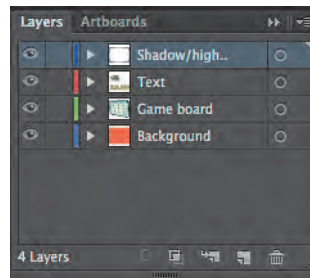 Layers Artboards
Shadow/high..
Text
Game board
Background
4 Layers